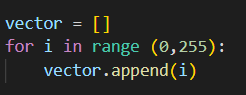 vector = []
for i in range (0,255):
    vector.append(i)